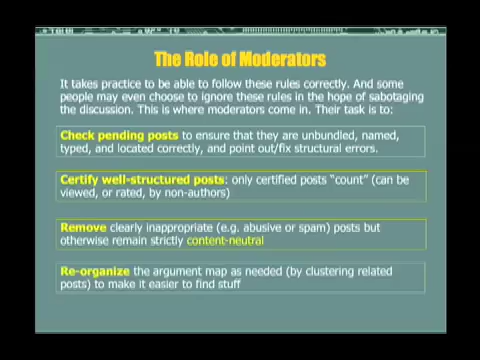 The Role of Moderators
It takes practice to be able to follow these rules correctly. And some
people may even choose to ignore these rules in the hope of sabotaging
the discussion. This is where moderators come in. Their task is to:
Check pending posts to ensure that they are unbundled, named,
typed, and located correctly, and point out/fix structural errors.
Certify well-structured posts: only certified posts “count” (can be
viewed, or rated, by non-authors)
Remove clearly inappropriate (e.g. abusive or spam) posts but
otherwise remain strictly content-neutral
Re-organize the argument map as needed (by clustering related
posts) to make it easier to find stuff